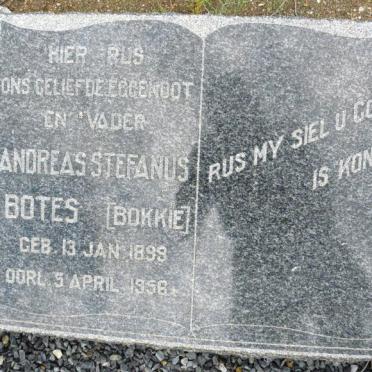 HIER RUS
ONS GELIEFDE EGGENOOT
EN VADER
ANDREAS STEFANUS
BOTES [BOKKIE]
GEB. 13 JAN 1899
OORL. 5 APRIL 1956.
RUS MY SIEL U GO
IS KON